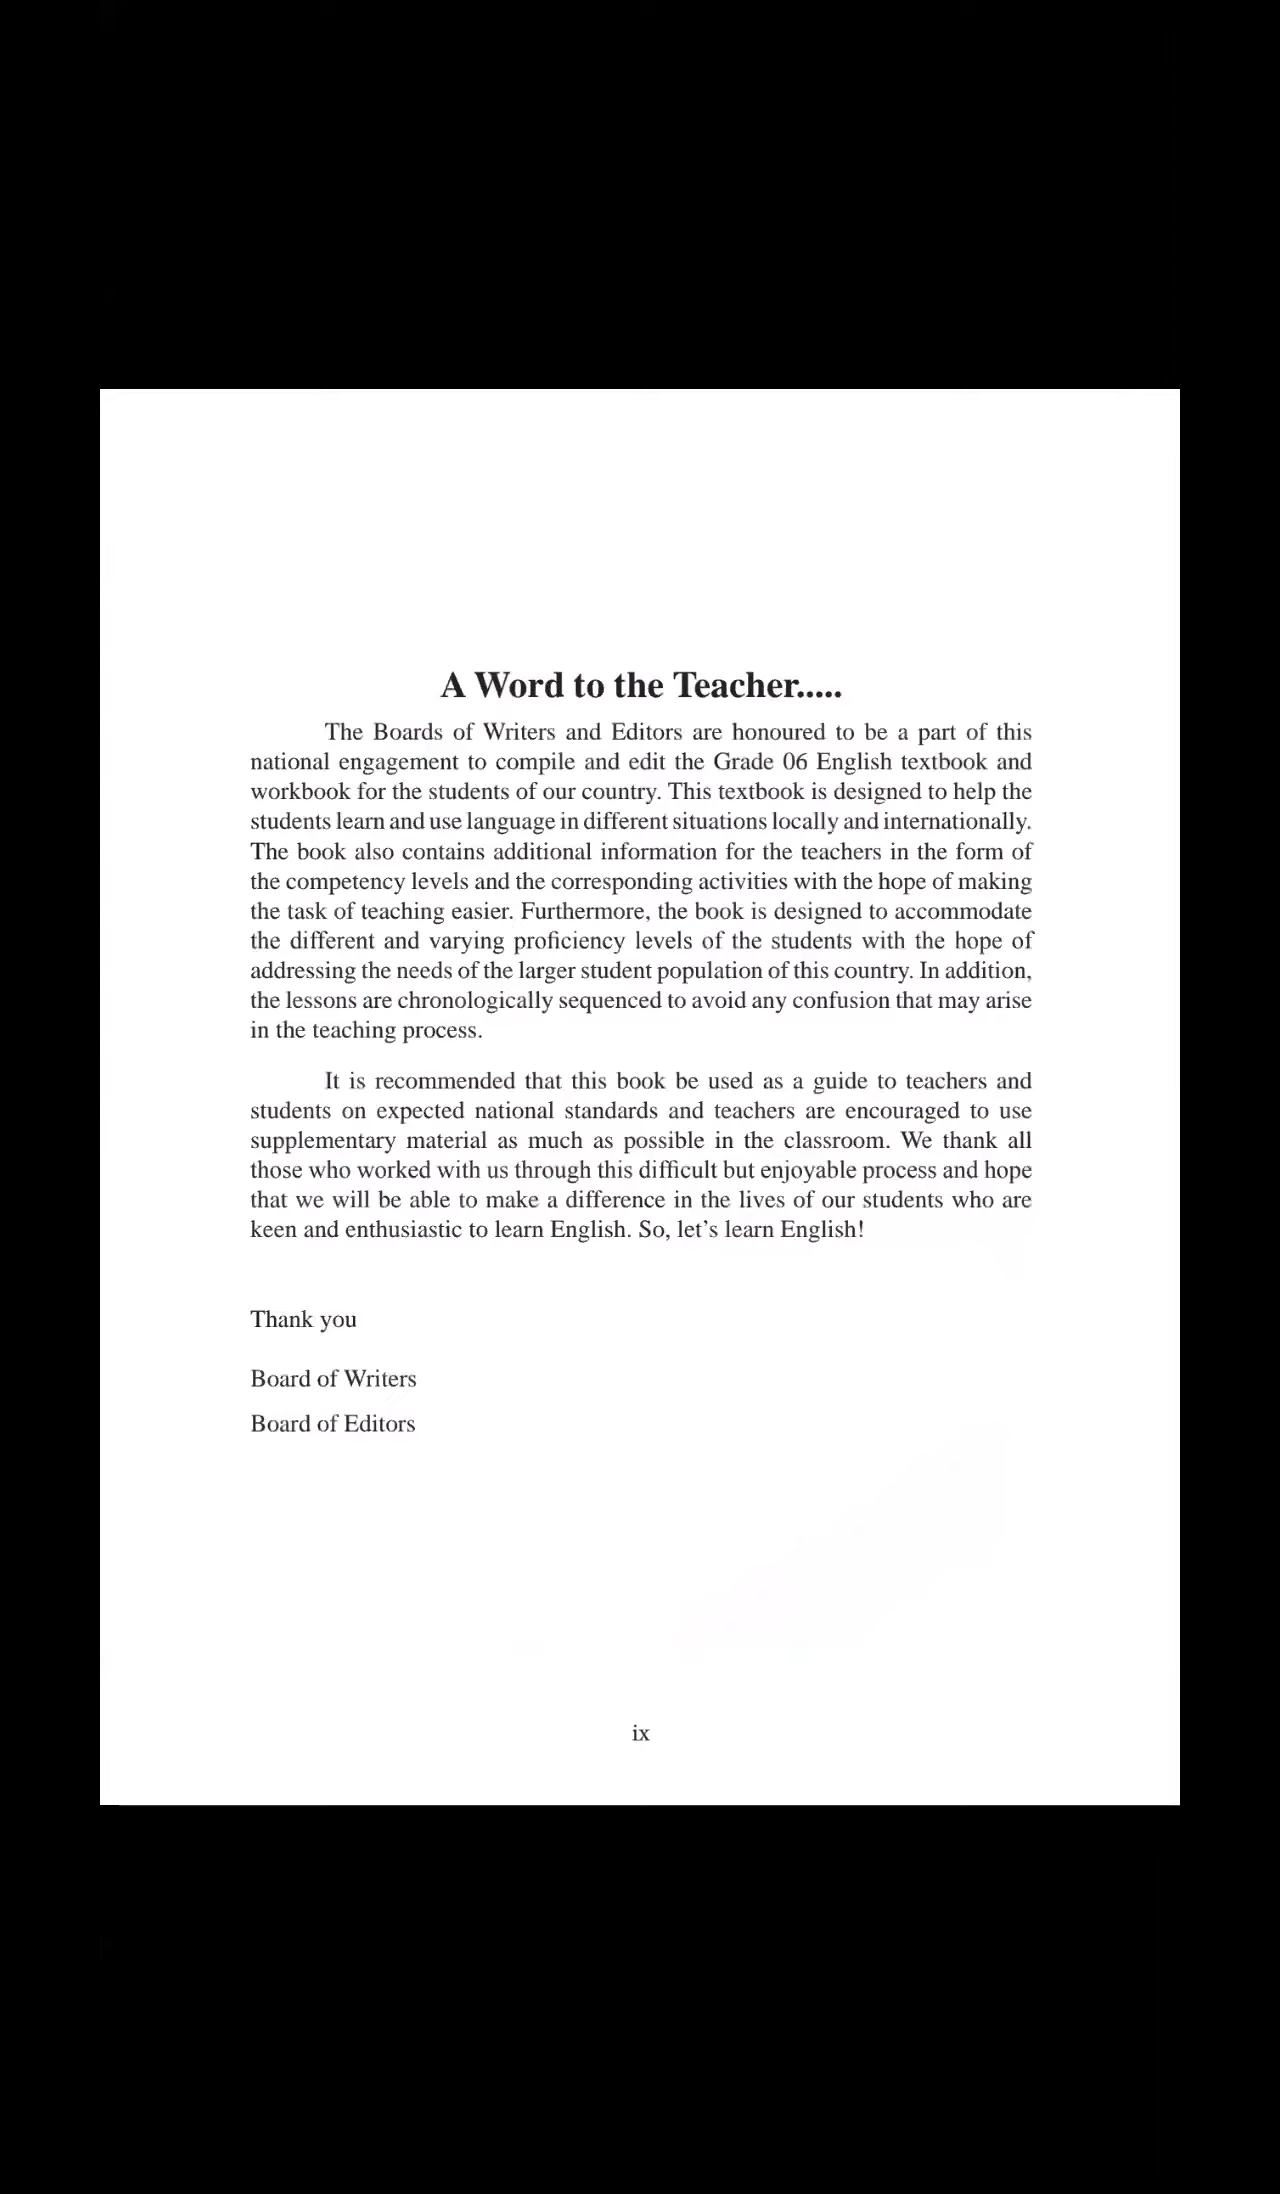 A Word to the Teacher.....
The Boards of Writers and Editors are honoured to be a part of this
national engagement to compile and edit the Grade 06 English textbook and
workbook for the students of our country. This textbook is designed to help the
students learn and use language in different situations locally and internationally.
The book also contains additional information for the teachers in the form of
the competency levels and the corresponding activities with the hope of making
the task of teaching easier. Furthermore, the book is designed to accommodate
the different and varying proficiency levels of the students with the hope of
addressing the needs of the larger student population of this country. In addition,
the lessons are chronologically sequenced to avoid any confusion that may arise
in the teaching process.
It is recommended that this book be used as a guide to teachers and
students on expected national standards and teachers are encouraged to use
supplementary material as much as possible in the classroom. We thank all
those who worked with us through this difficult but enjoyable process and hope
that we will be able to make a difference in the lives of our students who are
keen and enthusiastic to learn English. So, let's learn English!
Thank you
Board of Writers
Board of Editors
ix